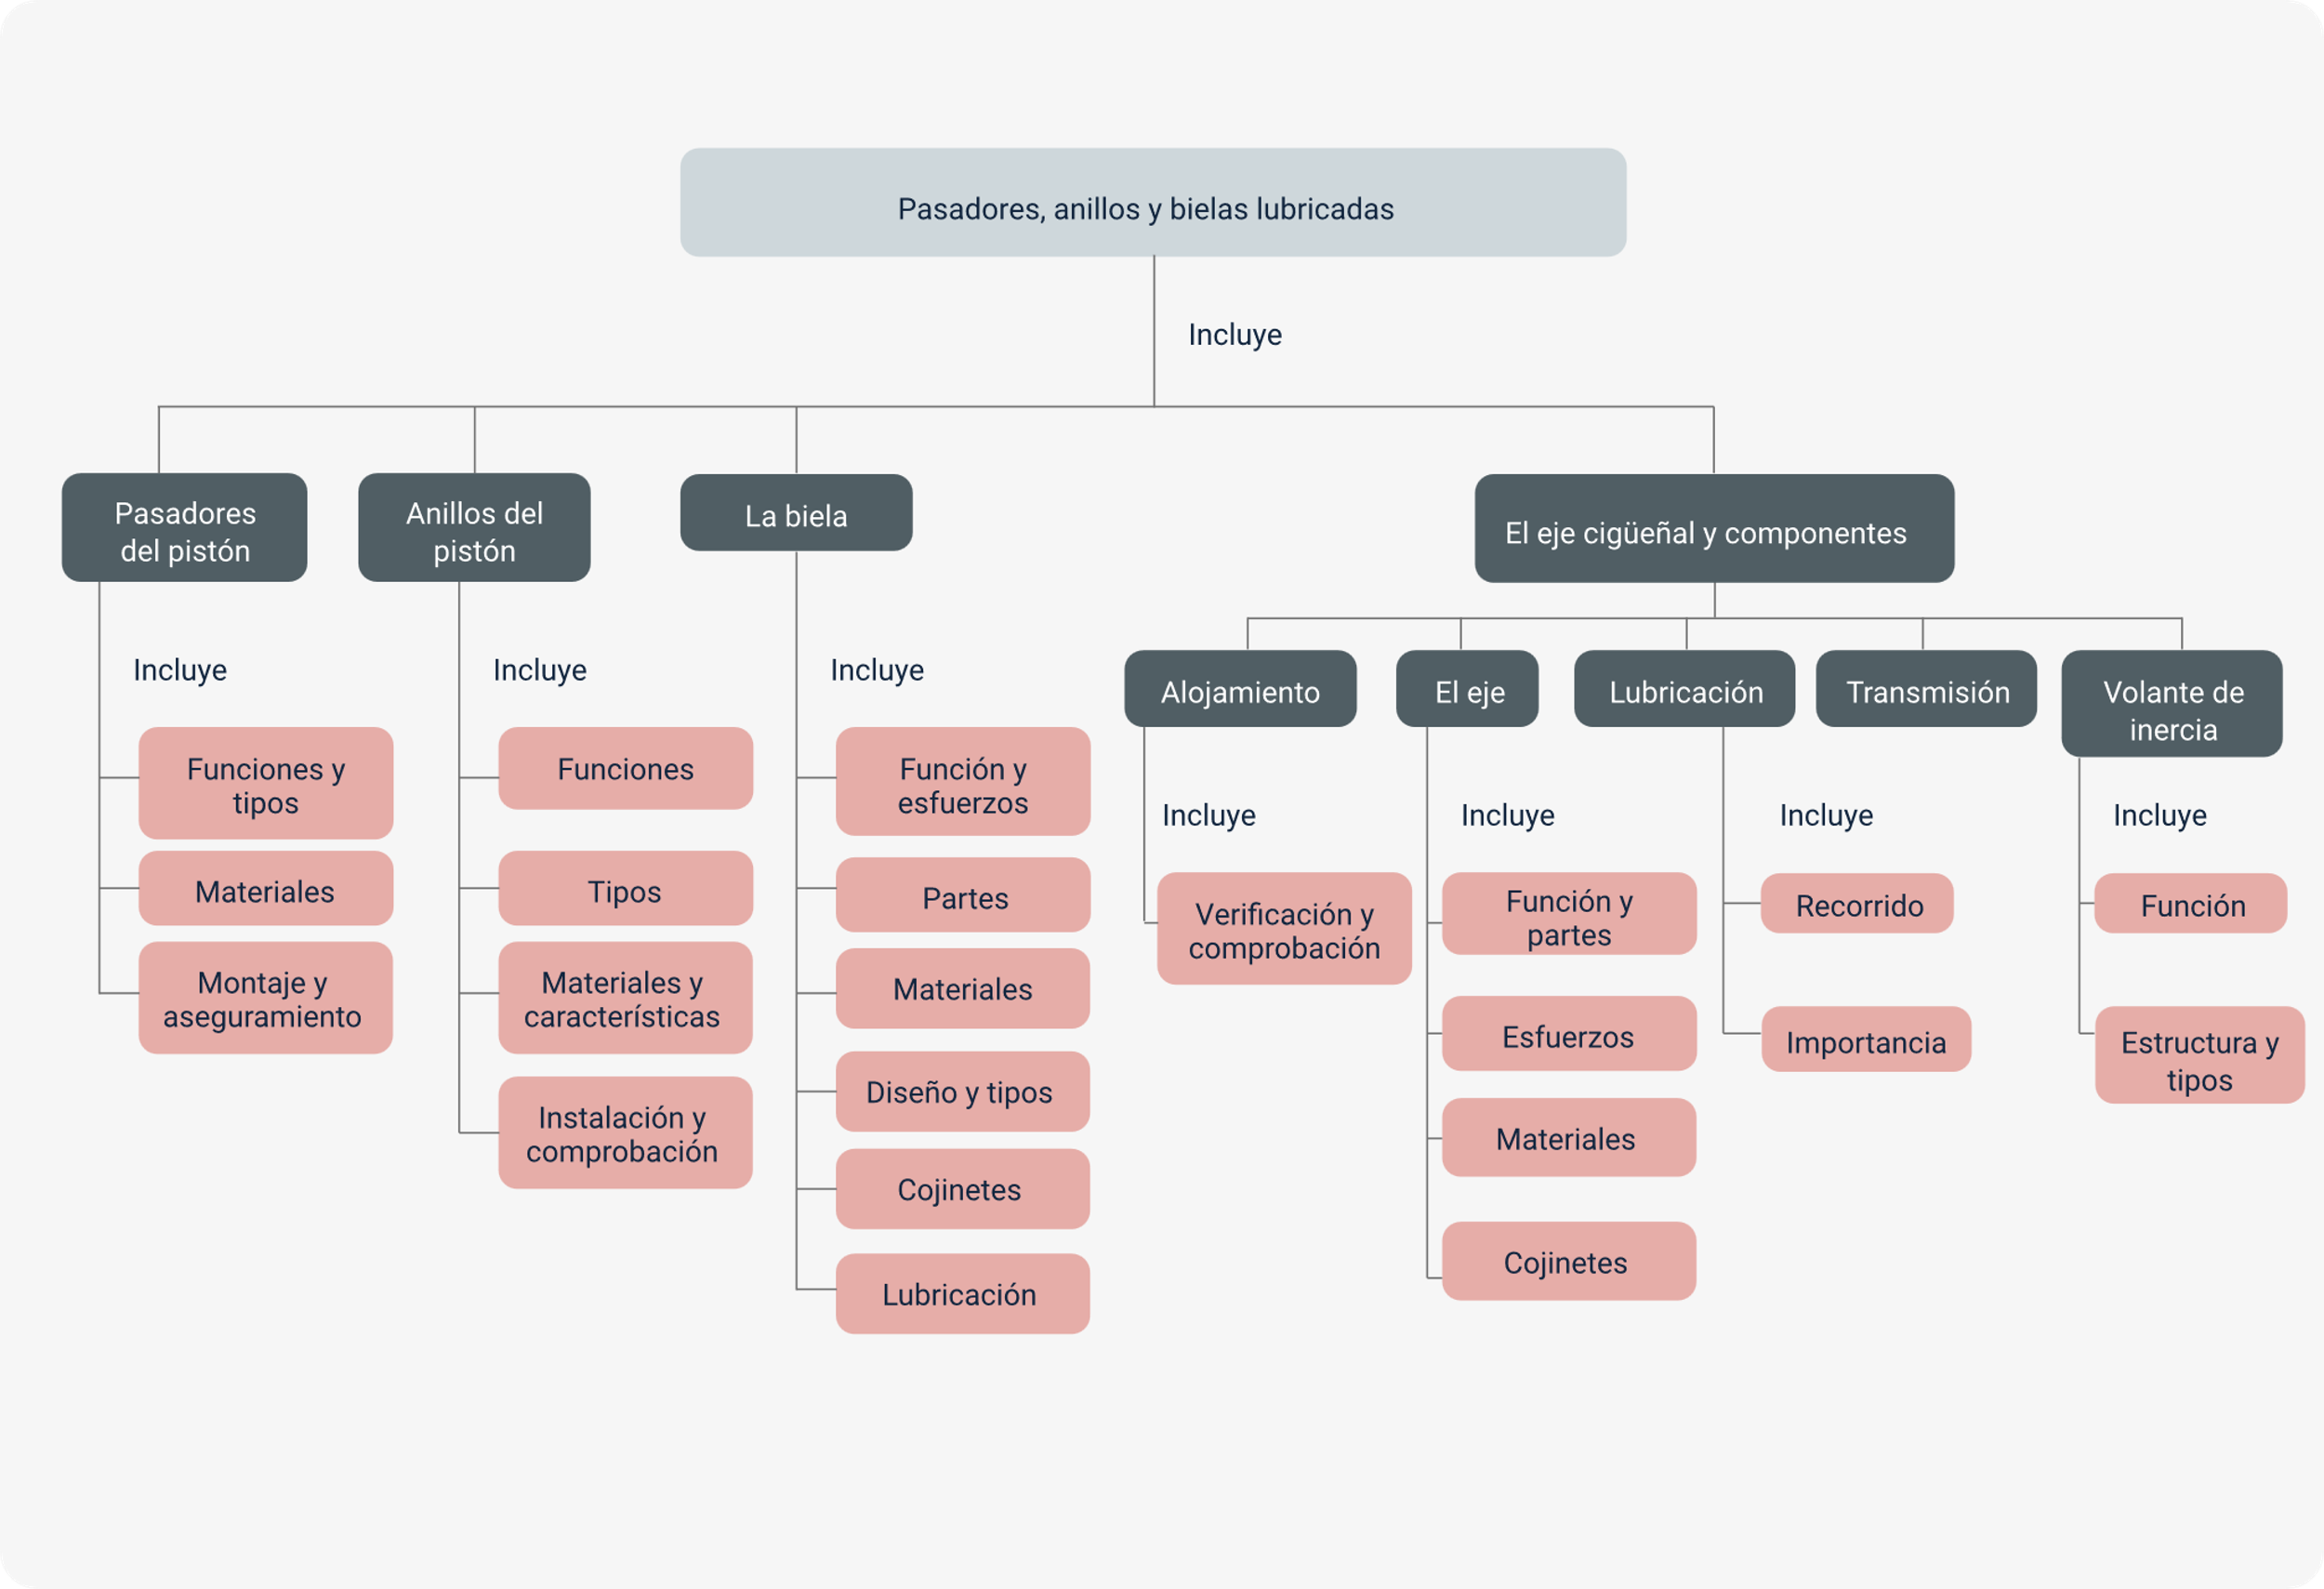 Pasadores, anillos y bielas lubricadas
Incluye
Pasadores
del pistón
Incluye
Funciones y
tipos
Materiales
Montaje y
aseguramiento
Anillos del
pistón
Incluye
Funciones
Tipos
Materiales y
características
Instalación y
comprobación
La biela
Incluye
Función y
esfuerzos
Partes
Materiales
Diseño y tipos
Cojinetes
Lubricación
El eje cigüeñal y componentes
Alojamiento
Incluye
Verificación y
comprobación
El eje
Incluye
Función y
partes
Esfuerzos
Materiales
Cojinetes
Lubricación
Incluye
Recorrido
Importancia
Transmisión
Volante de
inercia
Incluye
Función
Estructura y
tipos